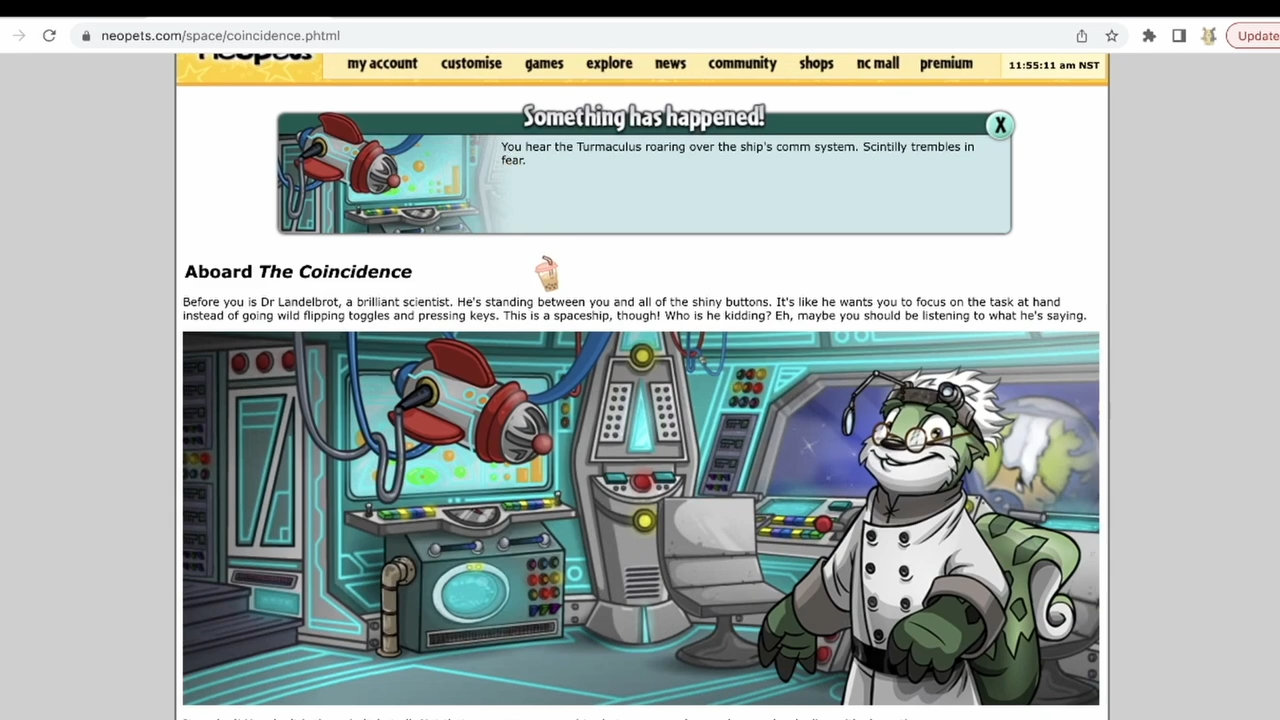 neopets.com/space/coincidence.phtml
Update
neopets
my account customise games explore news community shops nc mall premium 11:55:11 am NST
Something has happened!
X
You hear the Turmaculus roaring over the ship's comm system. Scintilly trembles in
fear.
Aboard The Coincidence
Before you is Dr Landelbrot, a brilliant scientist. He's standing between you and all of the shiny buttons. It's like he wants you to focus on the task at hand
instead of going wild flipping toggles and pressing keys. This is a spaceship, though! Who is he kidding? Eh, maybe you should be listening to what he's saying.